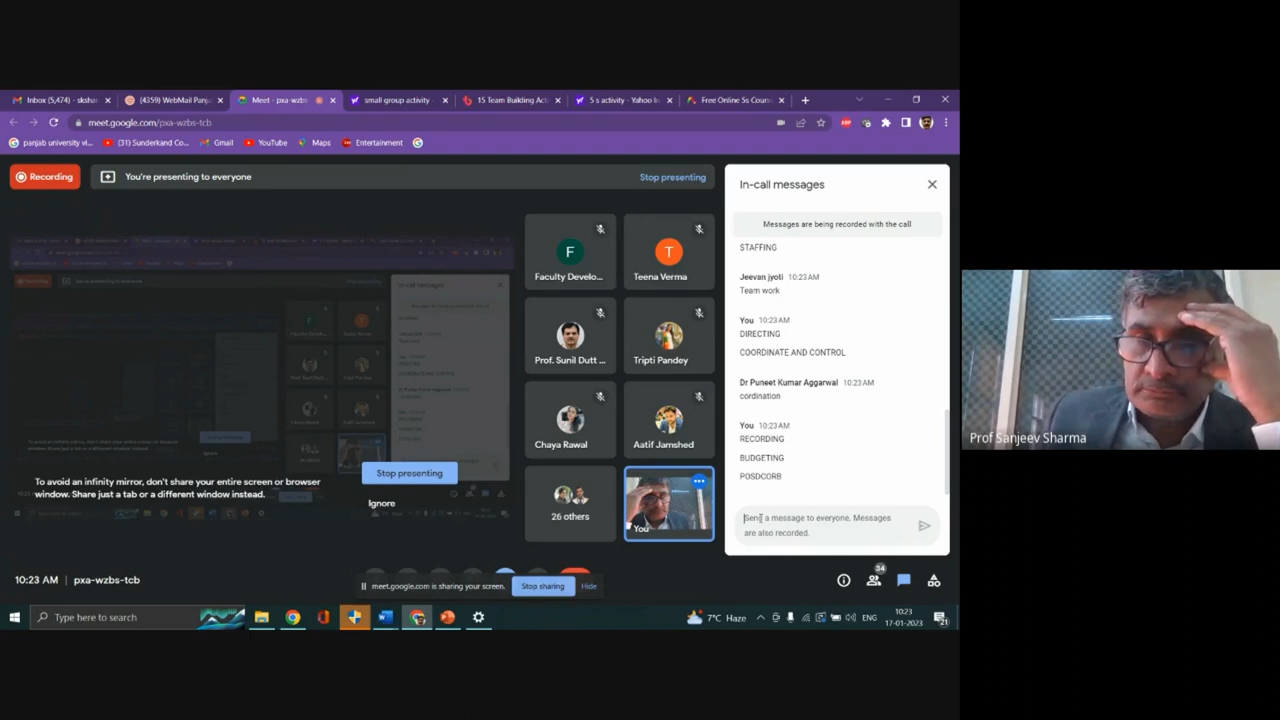 Inbox (5,474) - skshar
(4359) WebMail Panja
Meet - pxa-wzbs-
small group activity -
15 Team Building Act
5 s activity - Yahoo In
Free Online 5s Cours
meet.google.com/pxa-wzbs-tcb
panjab university vi...
(31) Sunderkand Co...
Gmail
YouTube
Maps
Entertainment
Recording
You're presenting to everyone
Stop presenting
In-call messages
Messages are being recorded with the call
STAFFING
Jeevan jyoti 10:23 AM
Team work
You 10:23 AM
DIRECTING
COORDINATE AND CONTROL
Dr Puneet Kumar Aggarwal 10:23 AM
cordination
You 10:23 AM
RECORDING
BUDGETING
POSDCORB
Send a message to everyone. Messages
are also recorded.
F
Faculty Develo...
T
Teena Verma
Prof. Sunil Dutt ...
Tripti Pandey
Chaya Rawal
Aatif Jamshed
26 others
You
To avoid an infinity mirror, don't share your entire screen or browser
window. Share just a tab or a different window instead.
Stop presenting
Ignore
10:23 AM | pxa-wzbs-tcb
meet.google.com is sharing your screen.
Stop sharing
Hide
34
Type here to search
7°C Haze
ENG
10:23
17-01-2023
21
Prof Sanjeev Sharma